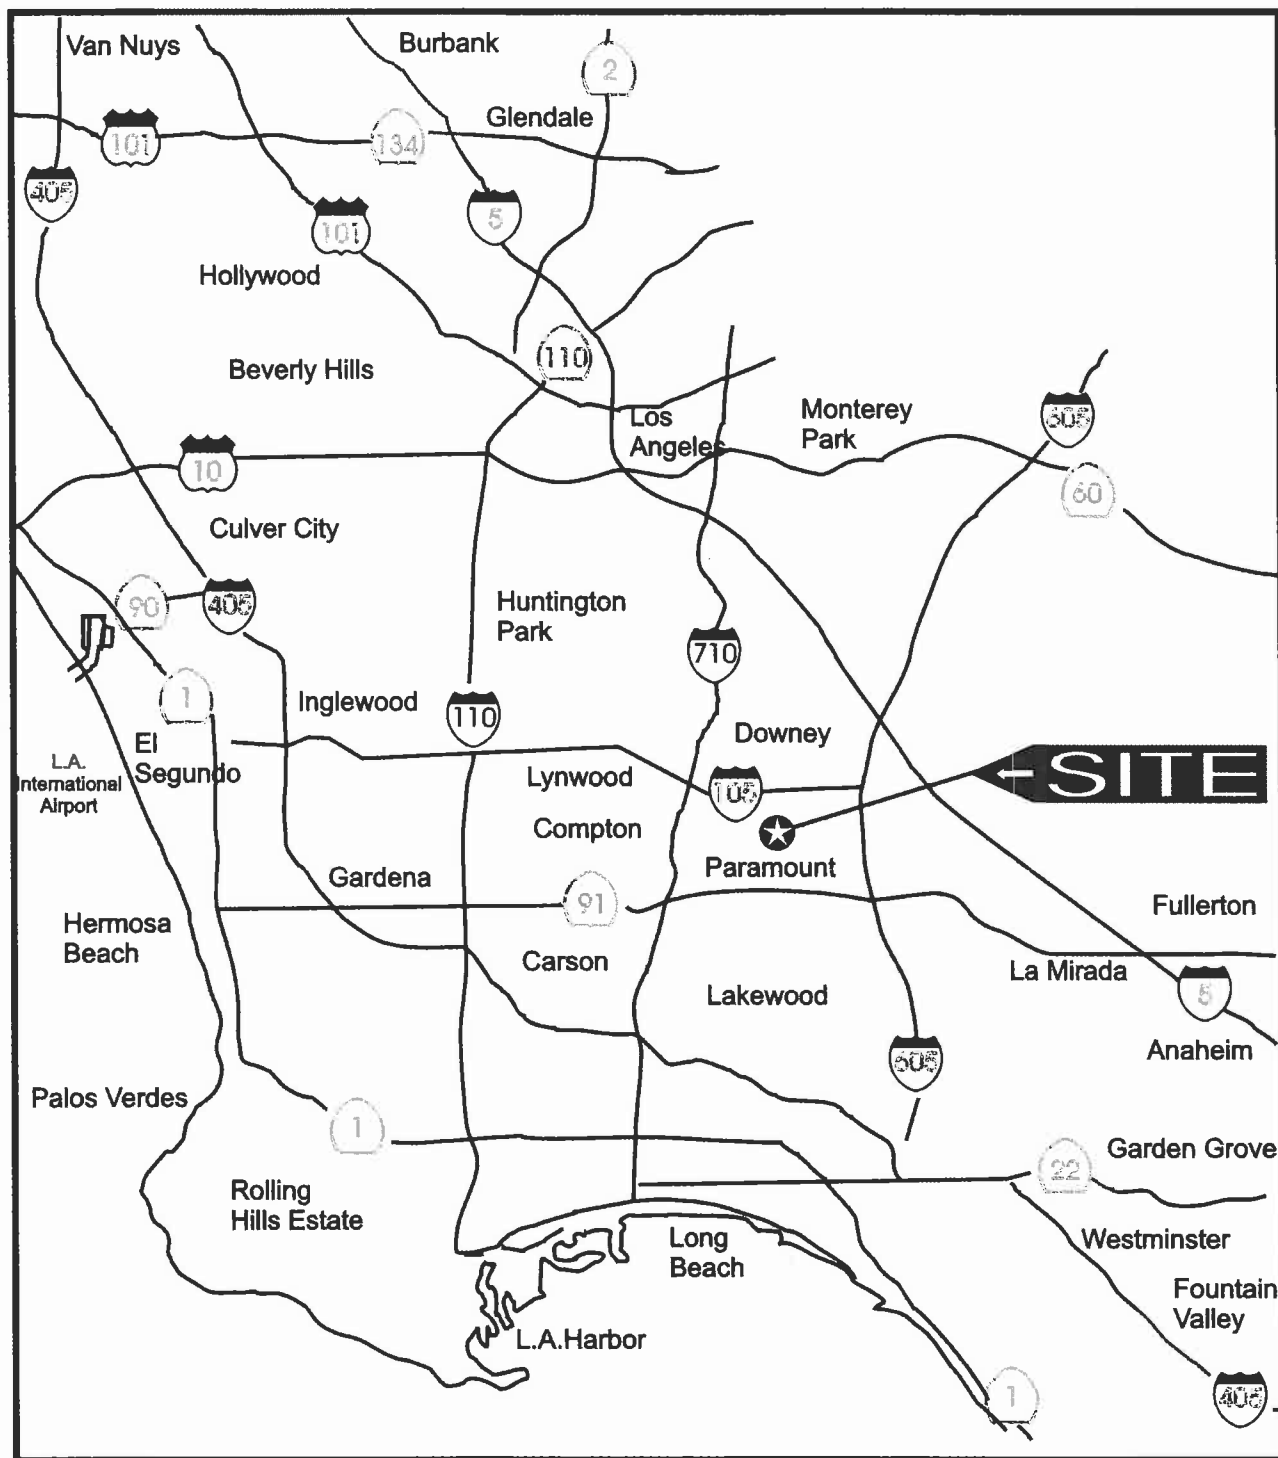 Van Nuys
Burbank
2
Glendale
101
134
405
5
101
Hollywood
110
Beverly Hills
Los
Angeles
Monterey
Park
605
10
60
Culver City
90
405
Huntington
Park
710
1
Inglewood
110
El
Segundo
L.A.
International
Airport
Downey
Lynwood
105
SITE
Compton
Paramount
Gardena
91
Fullerton
Hermosa
Beach
Carson
La Mirada
Lakewood
5
Anaheim
605
Palos Verdes
1
Garden Grove
22
Rolling
Hills Estate
Long
Beach
Westminster
Fountain
Valley
L.A.Harbor
1
405